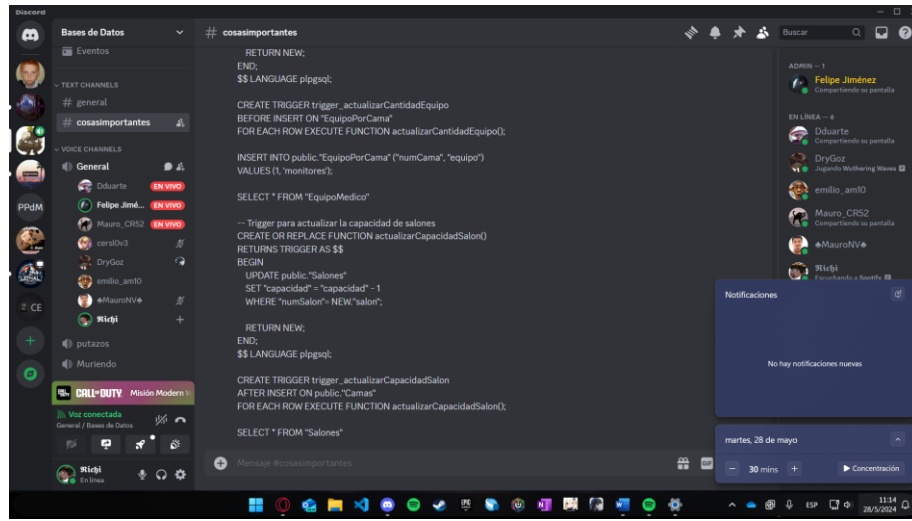 Discord
Bases de Datos
Eventos
TEXT CHANNELS
# general
# cosasimportantes
VOICE CHANNELS
General
Dduarte EN VIVO
Felipe Jimé... EN VIVO
Mauro_CR52 EN VIVO
cersl0v3
DryGoz
emilio_am10
♠MauroNV♠
𝕽𝖎𝖈𝖍𝖎
putazos
Muriendo
PPdM
CE
CALL OF DUTY Misión Modern
Voz conectada
General / Bases de Datos
𝕽𝖎𝖈𝖍𝖎
En línea
# cosasimportantes
RETURN NEW;
END;
$$ LANGUAGE plpgsql;
CREATE TRIGGER trigger_actualizarCantidadEquipo
BEFORE INSERT ON "EquipoPorCama"
FOR EACH ROW EXECUTE FUNCTION actualizarCantidadEquipo();
INSERT INTO public."EquipoPorCama" ("numCama", "equipo")
VALUES (1, 'monitores');
SELECT * FROM "EquipoMedico"
-- Trigger para actualizar la capacidad de salones
CREATE OR REPLACE FUNCTION actualizarCapacidadSalon()
RETURNS TRIGGER AS $$
BEGIN
UPDATE public."Salones"
SET "capacidad" = "capacidad" - 1
WHERE "numSalon"= NEW."salon";
RETURN NEW;
END;
$$ LANGUAGE plpgsql;
CREATE TRIGGER trigger_actualizarCapacidadSalon
AFTER INSERT ON public."Camas"
FOR EACH ROW EXECUTE FUNCTION actualizarCapacidadSalon();
SELECT * FROM "Salones"
Mensaje #cosasimportantes
GIF
Buscar
ADMIN — 1
Felipe Jiménez
Compartiendo su pantalla
EN LÍNEA — 6
Dduarte
Compartiendo su pantalla
DryGoz
Jugando Wuthering Waves
emilio_am10
Mauro_CR52
Compartiendo su pantalla
♠MauroNV♠
𝕽𝖎𝖈𝖍𝖎
Escuchando a Spotify
Notificaciones
No hay notificaciones nuevas
martes, 28 de mayo
30 mins
Concentración
ESP
11:14
28/5/2024